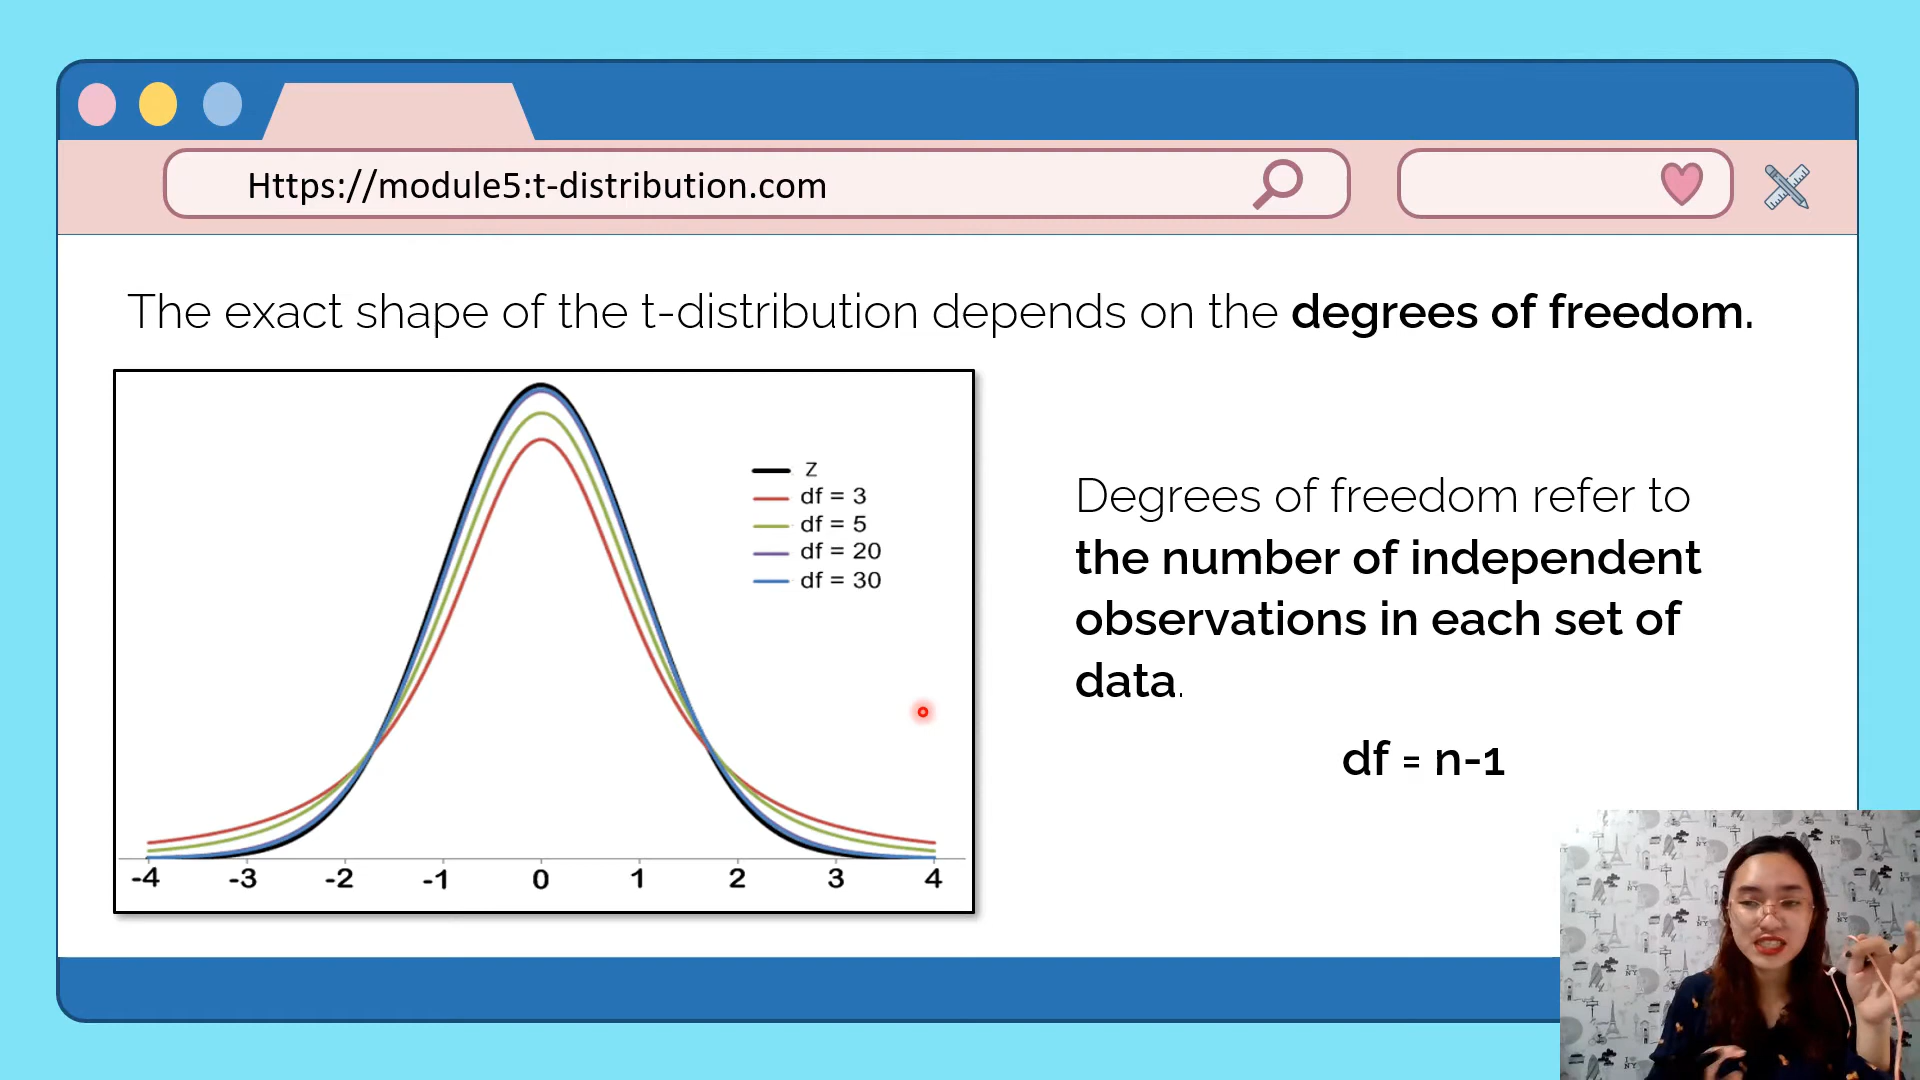 Https://module5:t-distribution.com
The exact shape of the t-distribution depends on the degrees of freedom.
Z
df = 3
df = 5
df = 20
df = 30
-4 -3 -2 -1 0 1 2 3 4
Degrees of freedom refer to
the number of independent
observations in each set of
data.
df = n-1